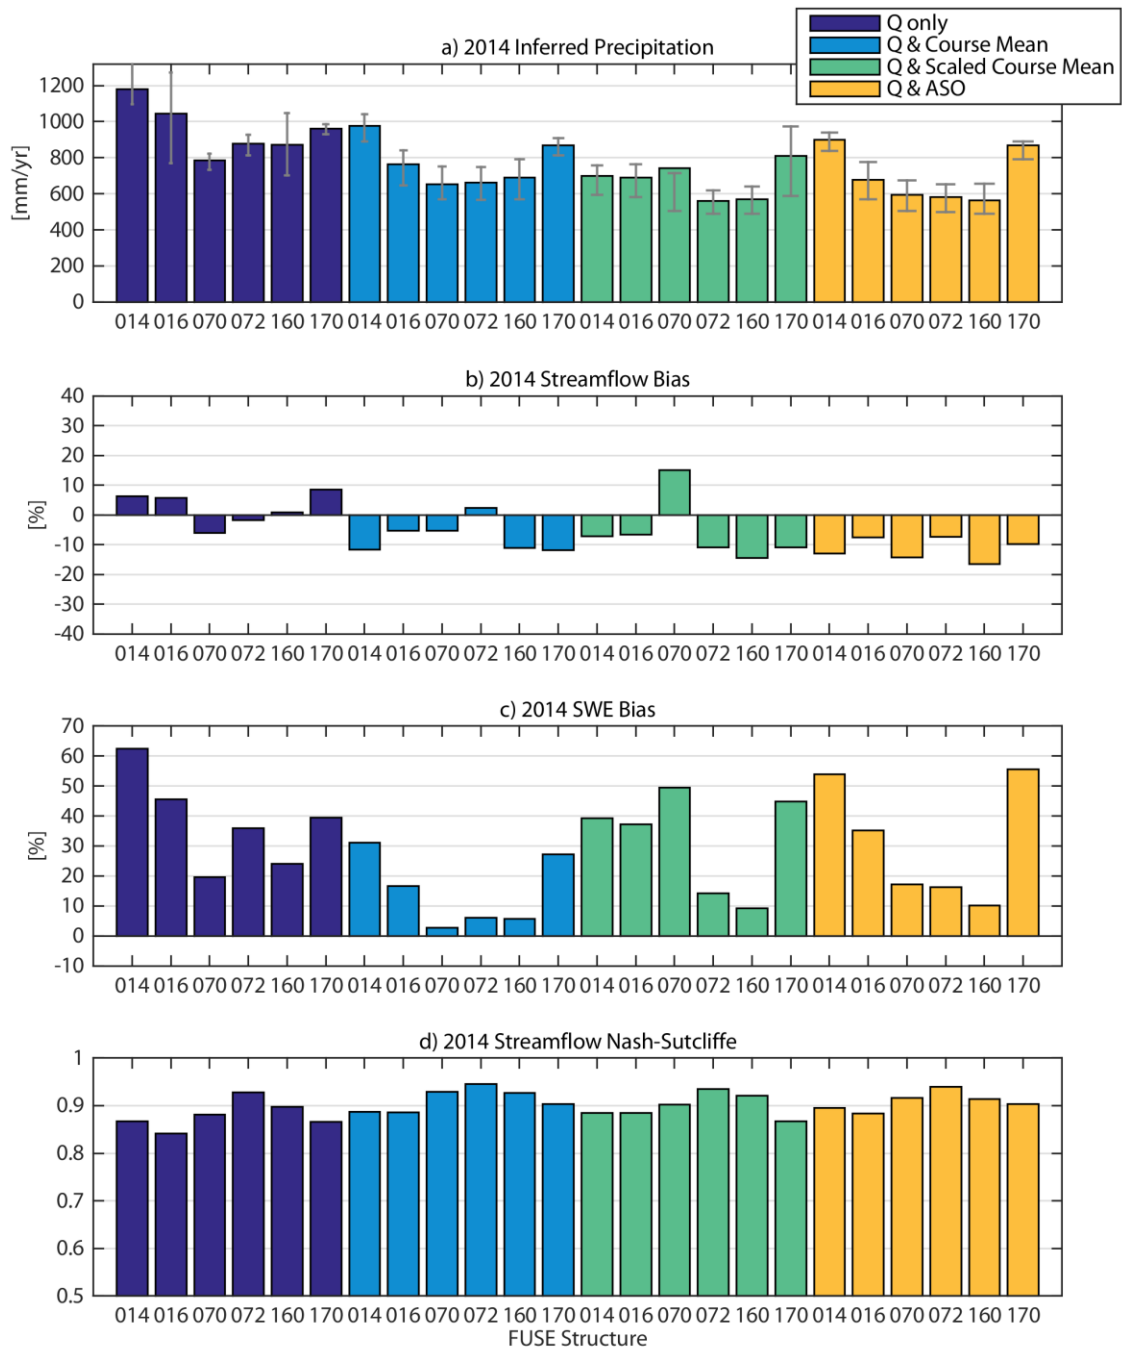 Q only
Q & Course Mean
Q & Scaled Course Mean
Q & ASO
a) 2014 Inferred Precipitation
[mm/yr]
1200
1000
800
600
400
200
0
014 016 070 072 160 170 014 016 070 072 160 170 014 016 070 072 160 170 014 016 070 072 160 170
b) 2014 Streamflow Bias
[%]
40
30
20
10
0
-10
-20
-30
-40
014 016 070 072 160 170 014 016 070 072 160 170 014 016 070 072 160 170 014 016 070 072 160 170
c) 2014 SWE Bias
[%]
70
60
50
40
30
20
10
0
-10
014 016 070 072 160 170 014 016 070 072 160 170 014 016 070 072 160 170 014 016 070 072 160 170
d) 2014 Streamflow Nash-Sutcliffe
1
0.9
0.8
0.7
0.6
0.5
014 016 070 072 160 170 014 016 070 072 160 170 014 016 070 072 160 170 014 016 070 072 160 170
FUSE Structure